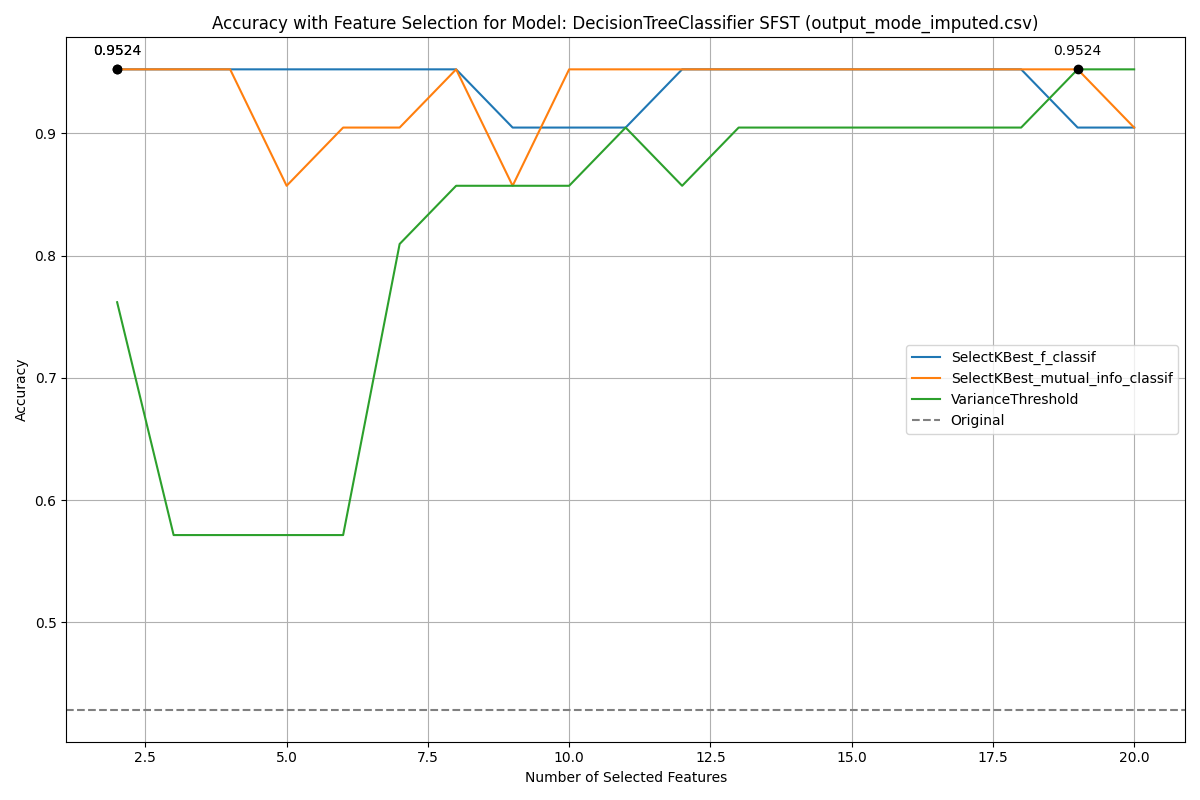 Accuracy with Feature Selection for Model: DecisionTreeClassifier SFST (output_mode_imputed.csv)
0.9524
0.9524
0.9
0.8
0.7
0.6
0.5
Accuracy
SelectKBest_f_classif
SelectKBest_mutual_info_classif
VarianceThreshold
Original
2.5
5.0
7.5
10.0
12.5
15.0
17.5
20.0
Number of Selected Features